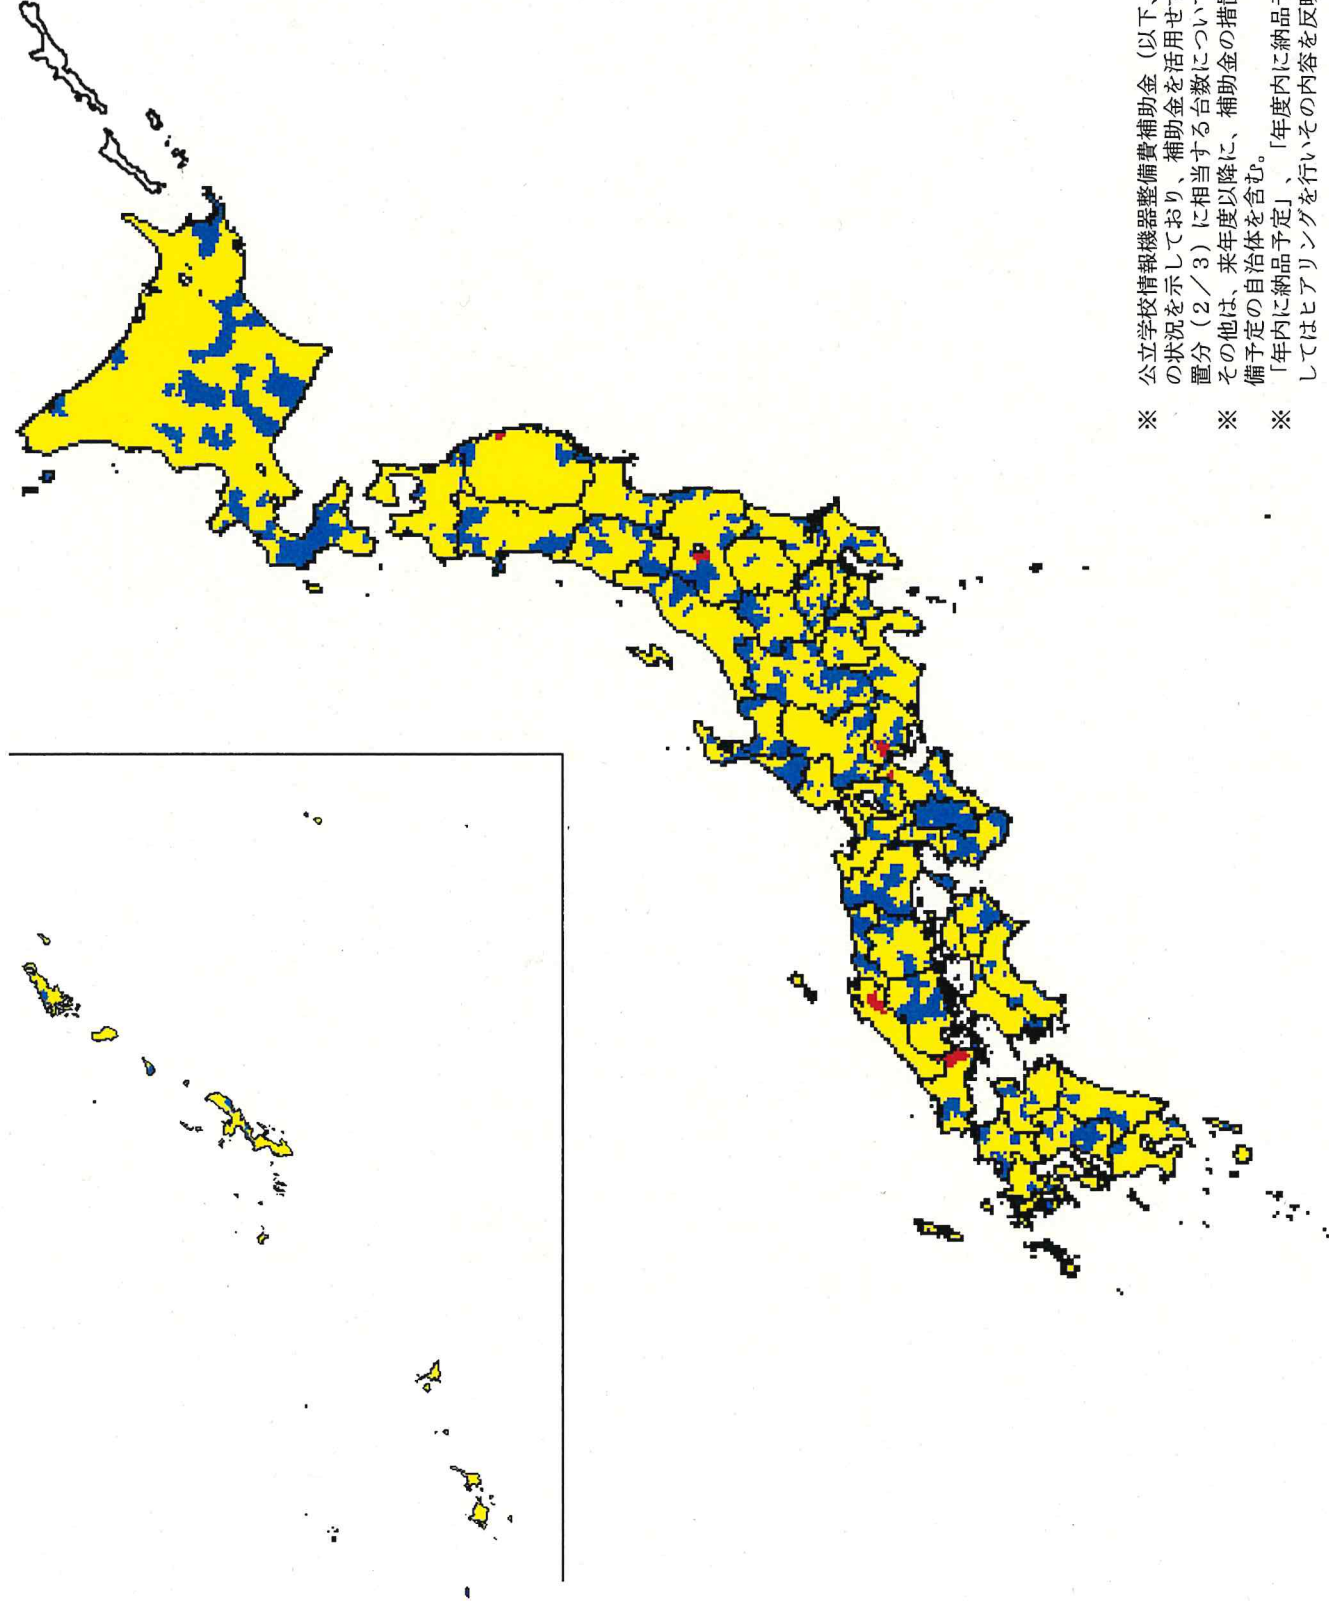 ※ 公立学校情報機器整備費補助金（以下、
の状況を示しており、補助金を活用せず
置分（2／3）に相当する台数につい
その他は、来年度以降に、補助金の措
※ 備予定の自治体を含む。
※ 「年内に納品予定」、「年度内に納品
してはヒアリングを行いその内容を反